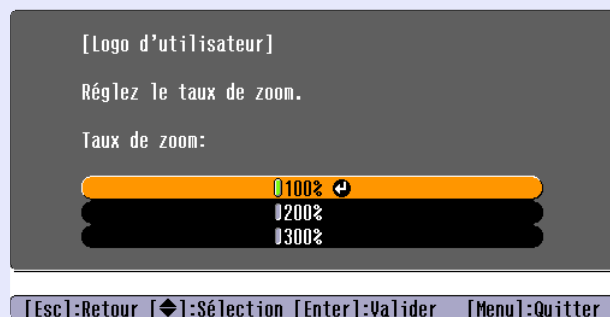 [Logo d'utilisateur]
Réglez le taux de zoom.
Taux de zoom:
100%
200%
300%
[Esc]:Retour [◆]:Sélection [Enter]:Valider [Menu]:Quitter